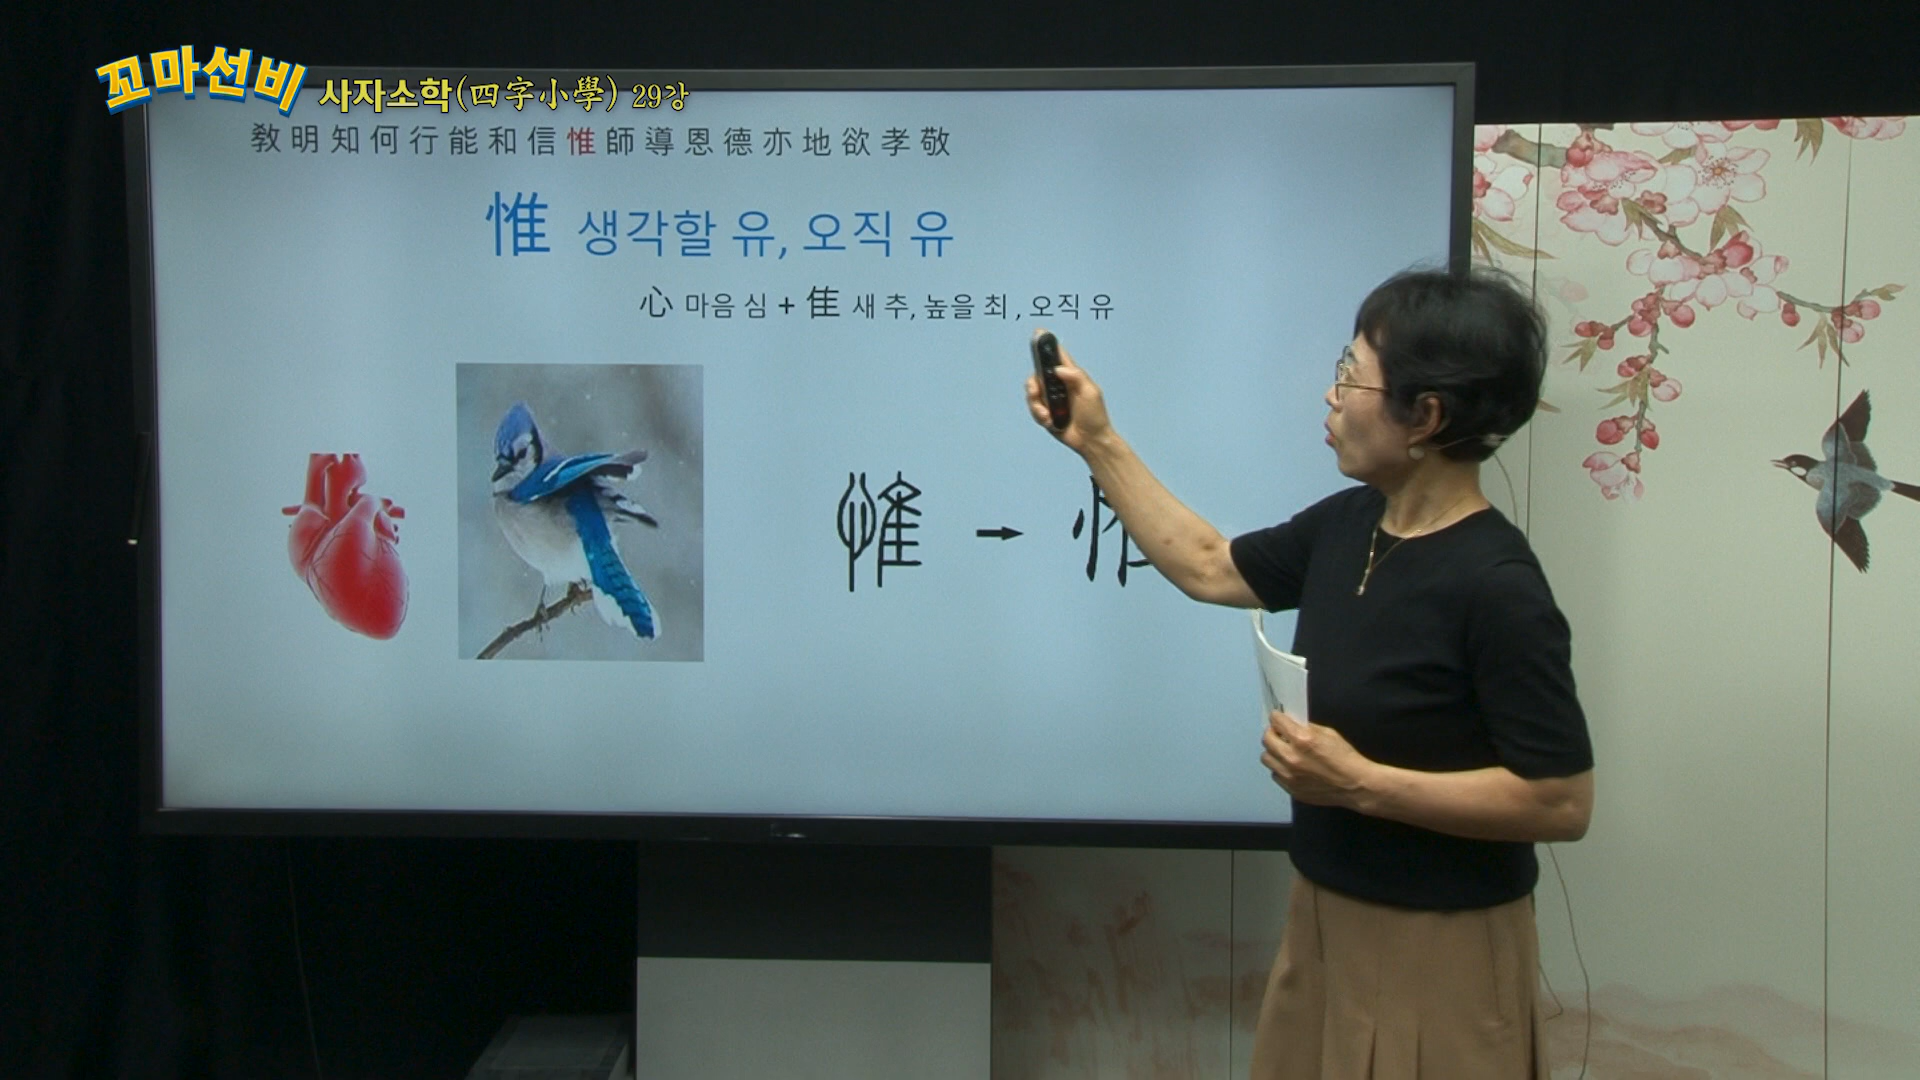 꼬마선비 사자소학(四字小學) 29강
敎明知何行能和信惟師導恩德亦地欲孝敬
惟 생각할 유, 오직 유
心 마음 심 + 隹 새 추, 높을 최, 오직 유
惟 →